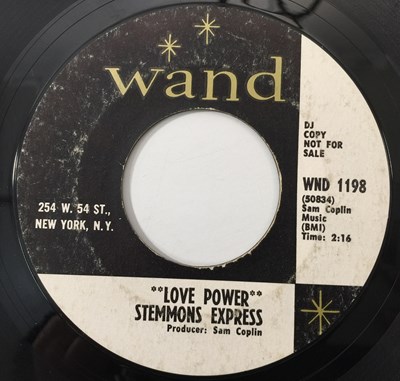 wand
DJ
COPY
NOT FOR
SALE
WND 1198
(50834)
Sam Coplin
Music
(BMI)
Time: 2:16
254 W. 54 ST.,
NEW YORK, N.Y.
**LOVE POWER**
STEMMONS EXPRESS
Producer: Sam Coplin